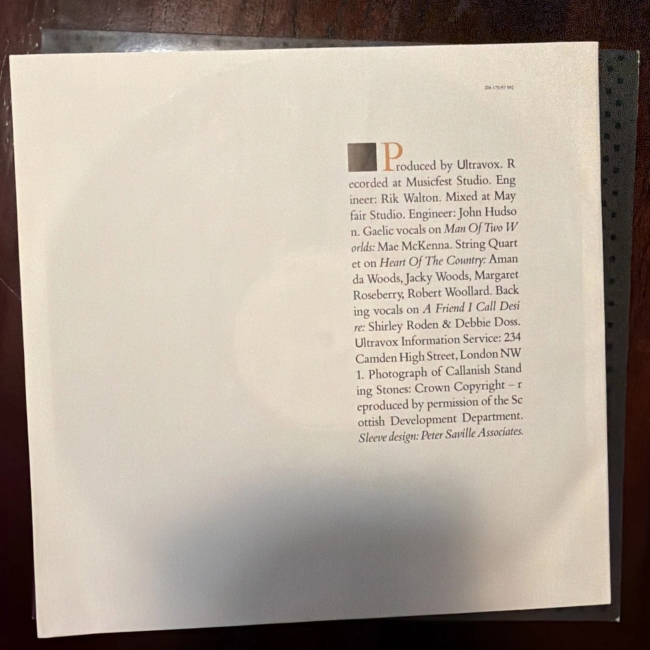 Produced by Ultravox. R
ecorded at Musicfest Studio. Eng
ineer: Rik Walton. Mixed at May
fair Studio. Engineer: John Hudso
n. Gaelic vocals on Man Of Two W
orlds: Mae McKenna. String Quart
et on Heart Of The Country: Aman
da Woods, Jacky Woods, Margaret
Roseberry, Robert Woollard. Back
ing vocals on A Friend I Call Desi
re: Shirley Roden & Debbie Doss.
Ultravox Information Service: 234
Camden High Street, London NW
1. Photograph of Callanish Stand
ing Stones: Crown Copyright – r
eproduced by permission of the Sc
ottish Development Department.
Sleeve design: Peter Saville Associates.